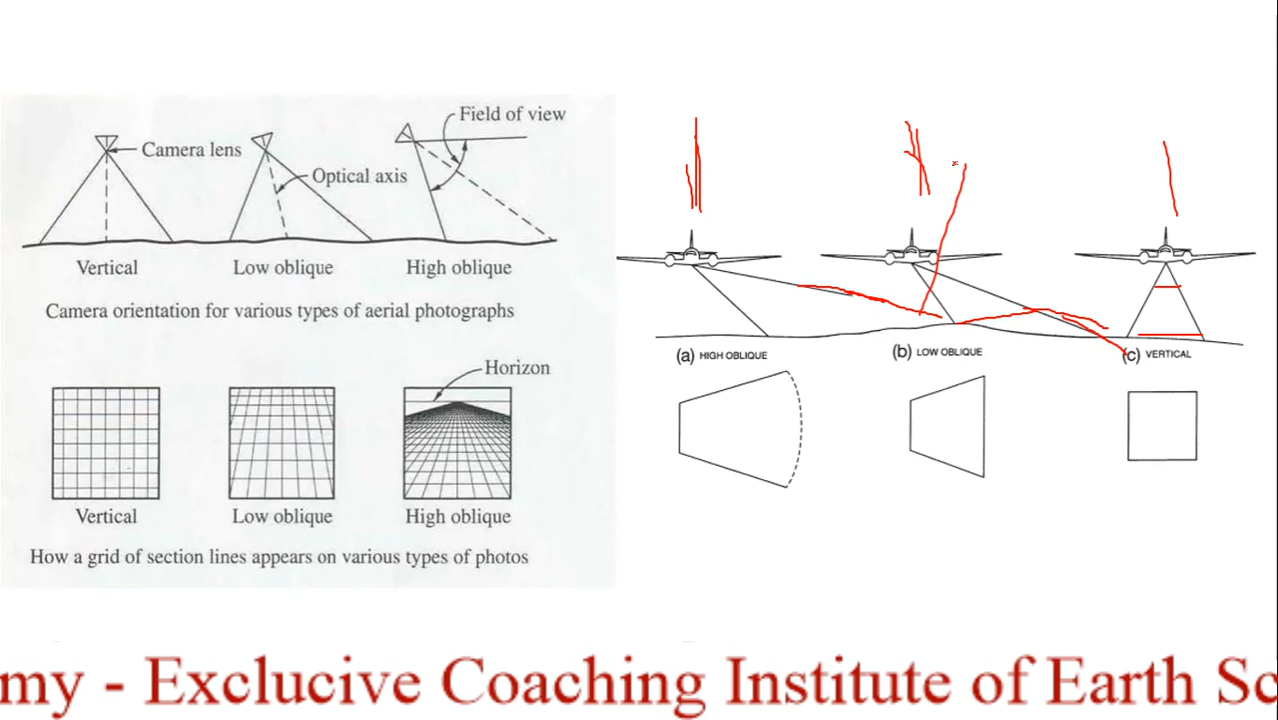 Field of view
Camera lens
Optical axis
Vertical Low oblique High oblique
Camera orientation for various types of aerial photographs
Horizon
Vertical Low oblique High oblique
How a grid of section lines appears on various types of photos
(a) HIGH OBLIQUE (b) LOW OBLIQUE (c) VERTICAL
my - Exclucive Coaching Institute of Earth Sc